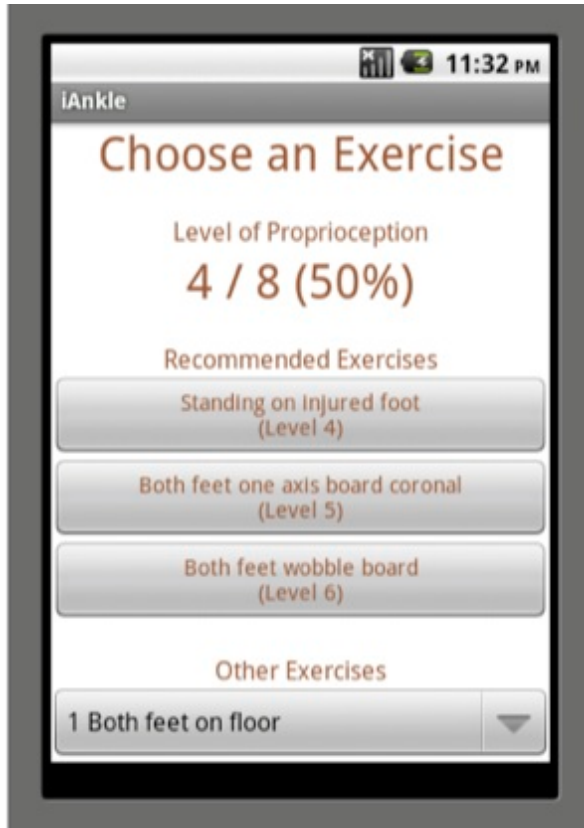 11:32 PM
iAnkle
Choose an Exercise
Level of Proprioception
4 / 8 (50%)
Recommended Exercises
Standing on injured foot
(Level 4)
Both feet one axis board coronal
(Level 5)
Both feet wobble board
(Level 6)
Other Exercises
1 Both feet on floor